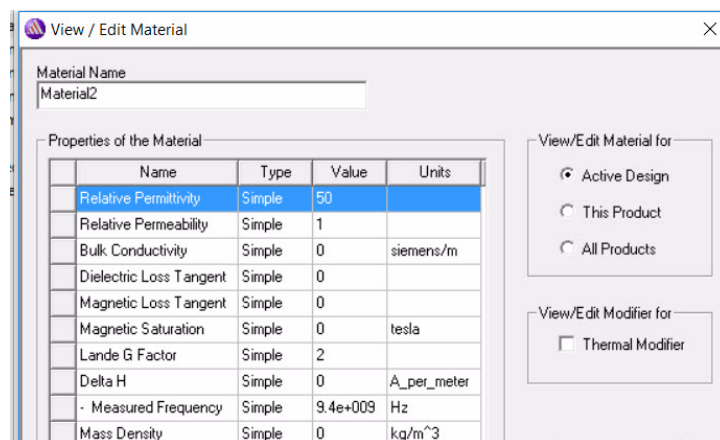 View / Edit Material
Material Name
Material2
Properties of the Material
Name Type Value Units
Relative Permittivity Simple 50
Relative Permeability Simple 1
Bulk Conductivity Simple 0 siemens/m
Dielectric Loss Tangent Simple 0
Magnetic Loss Tangent Simple 0
Magnetic Saturation Simple 0 tesla
Lande G Factor Simple 2
Delta H Simple 0 A_per_meter
- Measured Frequency Simple 9.4e+009 Hz
Mass Density Simple 0 kg/m^3
View/Edit Material for
Active Design
This Product
All Products
View/Edit Modifier for
Thermal Modifier